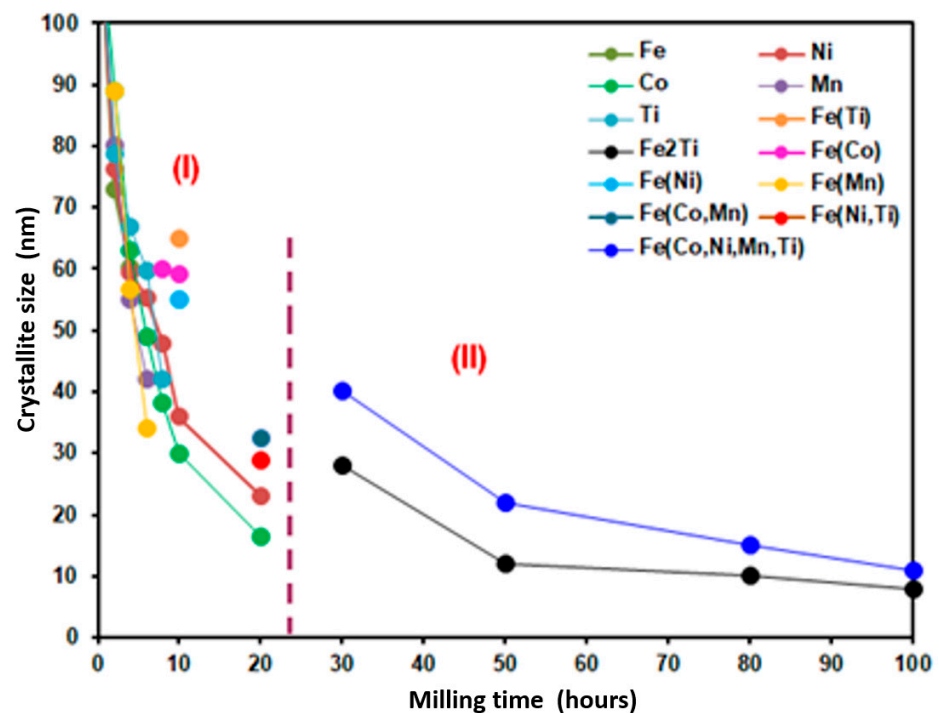 100
90
80
70
60
50
40
30
20
10
0
Crystallite size (nm)
Fe Ni
Co Mn
Ti Fe(Ti)
Fe2Ti Fe(Co)
Fe(Ni) Fe(Mn)
Fe(Co,Mn) Fe(Ni,Ti)
Fe(Co,Ni,Mn,Ti)
(I)
(II)
0 10 20 30 40 50 60 70 80 90 100
Milling time (hours)